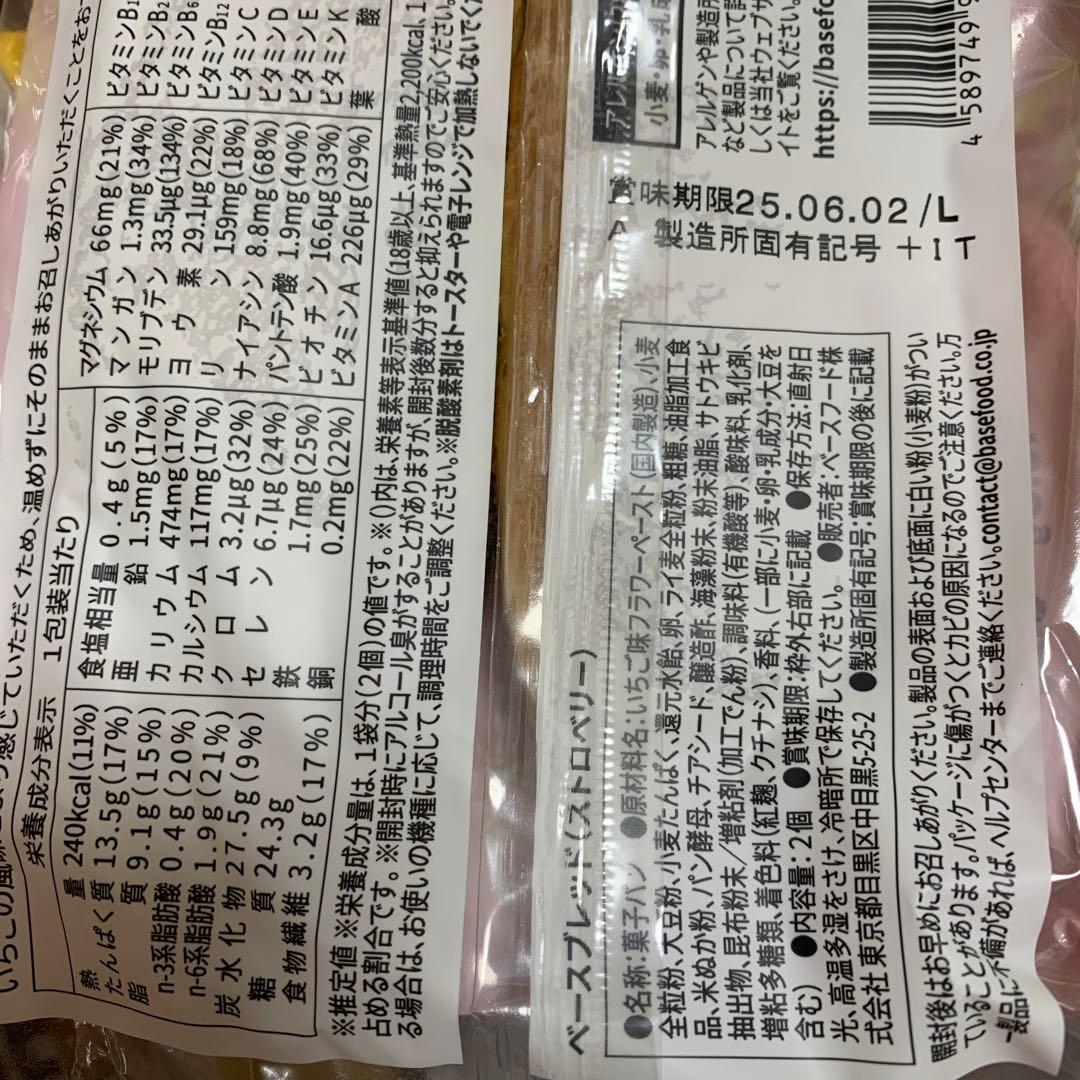 いちごの風味をより感じていただくため、温めずにそのままお召しあがりいただくことをお
栄養成分表示 1包装当たり
熱量 240kcal(11%)
たんぱく質 13.5g(17%)
脂質 9.1g(15%)
n-3系脂肪酸 0.4g(20%)
n-6系脂肪酸 1.9g(21%)
炭水化物 27.5g(9%)
糖質 24.3g
食物繊維 3.2g(17%)
食塩相当量 0.4g(5%)
亜鉛 1.5mg(17%)
カリウム 474mg(17%)
カルシウム 117mg(17%)
クロム 3.2μg(32%)
セレン 6.7μg(24%)
鉄 1.7mg(25%)
銅 0.2mg(22%)
マグネシウム 66mg(21%)
マンガン 1.3mg(34%)
モリブデン 33.5μg(134%)
ヨウ素 29.1μg(22%)
リン 159mg(18%)
ナイアシン 8.8mg(68%)
パントテン酸 1.9mg(40%)
ビオチン 16.6μg(33%)
ビタミンA 226μg(29%)
ビタミンB1
ビタミンB2
ビタミンB6
ビタミンB12
ビタミンC
ビタミンD
ビタミンE
ビタミンK
葉酸
※推定値 ※栄養成分量は、1袋分(2個)の値です。※()内は、栄養素等表示基準値(18歳以上、基準熱量2,200kcal、1
占める割合です。※開封時にアルコール臭がすることがありますが、開封後数分すると抑えられますのでご安心ください。
る場合は、お使いの機種に応じて、調理時間をご調整ください。※脱酸素剤はトースターや電子レンジで加熱しないでく
ベースブレッド(ストロベリー)
●名称:菓子パン ●原材料名:いちご味フラワーペースト(国内製造)、小麦
全粒粉、大豆粉、小麦たんぱく、還元水飴、卵、ライ麦全粒粉、粗糖、油脂加工食
品、米ぬか粉、パン酵母、チアシード、醸造酢、海藻粉末、粉末油脂、サトウキビ
抽出物、昆布粉末/増粘剤(加工でん粉)、調味料(有機酸等)、酸味料、乳化剤、
増粘多糖類、着色料(紅麹、クチナシ)、香料、(一部に小麦・卵・乳成分・大豆を
含む) ●内容量:2個 ●賞味期限:枠外右部に記載 ●保存方法:直射日
光、高温多湿をさけ、冷暗所で保存してください。 ●販売者:ベースフード株
式会社 東京都目黒区中目黒5-25-2 ●製造所固有記号:賞味期限の後に記載
開封後はお早めにお召しあがりください。製品の表面および底面に白い粉(小麦粉)がつい
ていることがあります。パッケージに傷がつくとカビの原因になるのでご注意ください。万
一製品に不備があれば、ヘルプセンターまでご連絡ください。contact@basefood.co.jp
アレル
小麦・卵・乳成
アレルゲンや製造所
など製品について詳
しくは当社ウェブサ
イトをご覧ください。
https://basefo
4 589749
賞味期限25.06.02/L
製造所固有記号 +IT